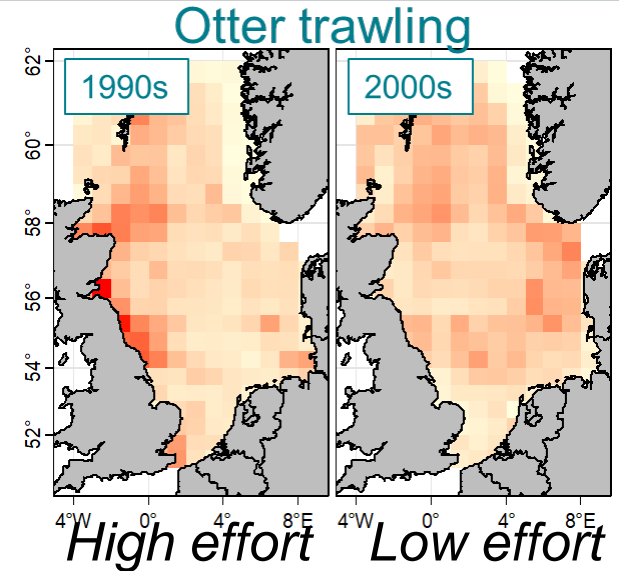 Otter trawling
1990s
2000s
62°
60°
58°
56°
54°
52°
4°W 0° 4° 8°E
4°W 0° 4° 8°E
High effort
Low effort